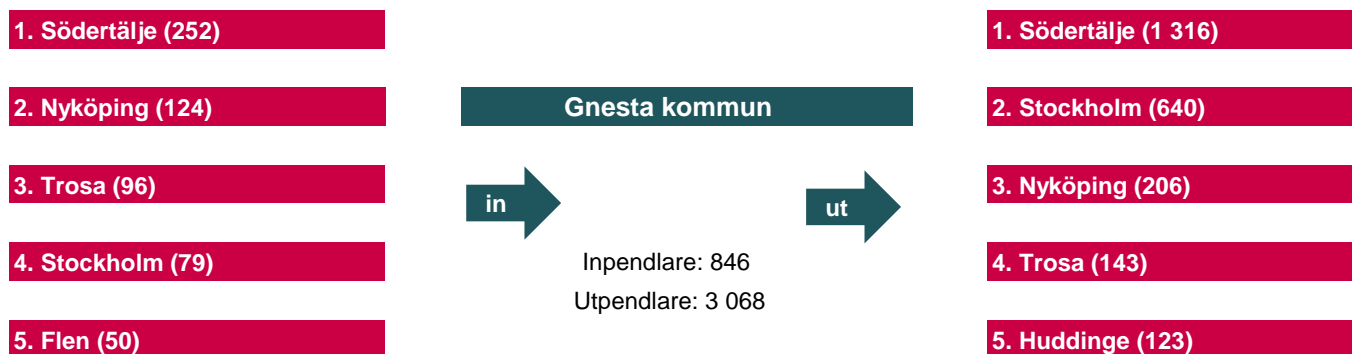 1. Södertälje (252)
2. Nyköping (124)
3. Trosa (96)
4. Stockholm (79)
5. Flen (50)
Gnesta kommun
in
ut
Inpendlare: 846
Utpendlare: 3 068
1. Södertälje (1 316)
2. Stockholm (640)
3. Nyköping (206)
4. Trosa (143)
5. Huddinge (123)